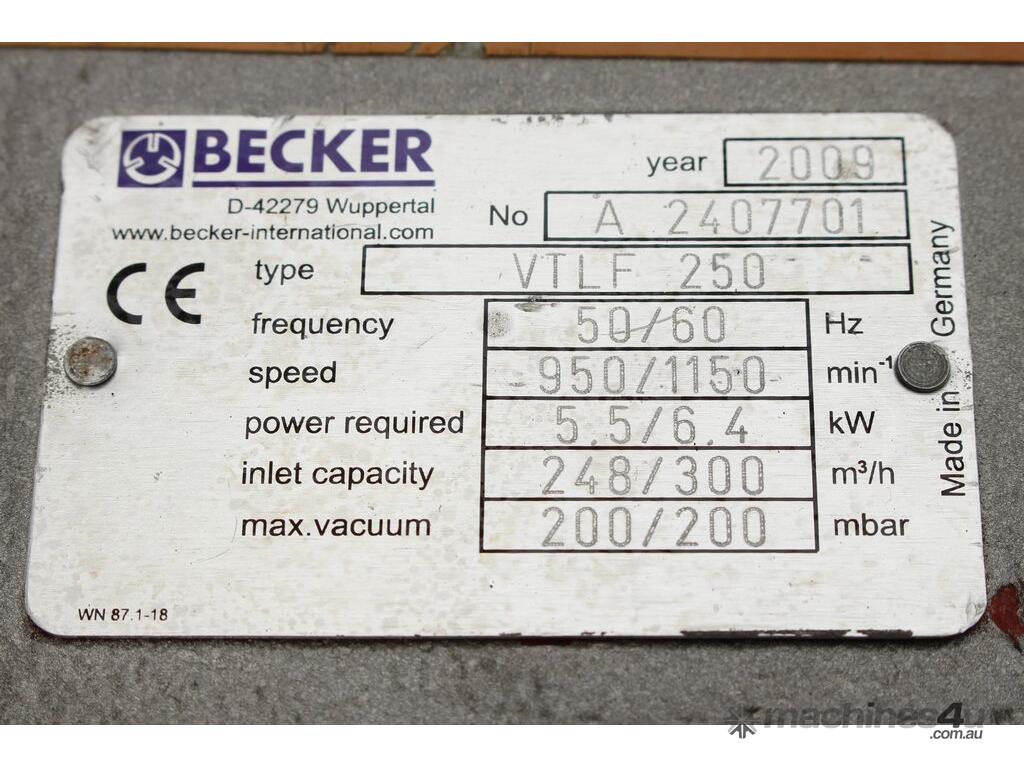 BECKER
D-42279 Wuppertal
www.becker-international.com
year 2009
No A 2407701
CE
type VTLF 250
frequency 50/60 Hz
speed 950/1150 min⁻¹
power required 5.5/6.4 kW
inlet capacity 248/300 m³/h
max.vacuum 200/200 mbar
Made in Germany
WN 87.1-18
machines4u
.com.au